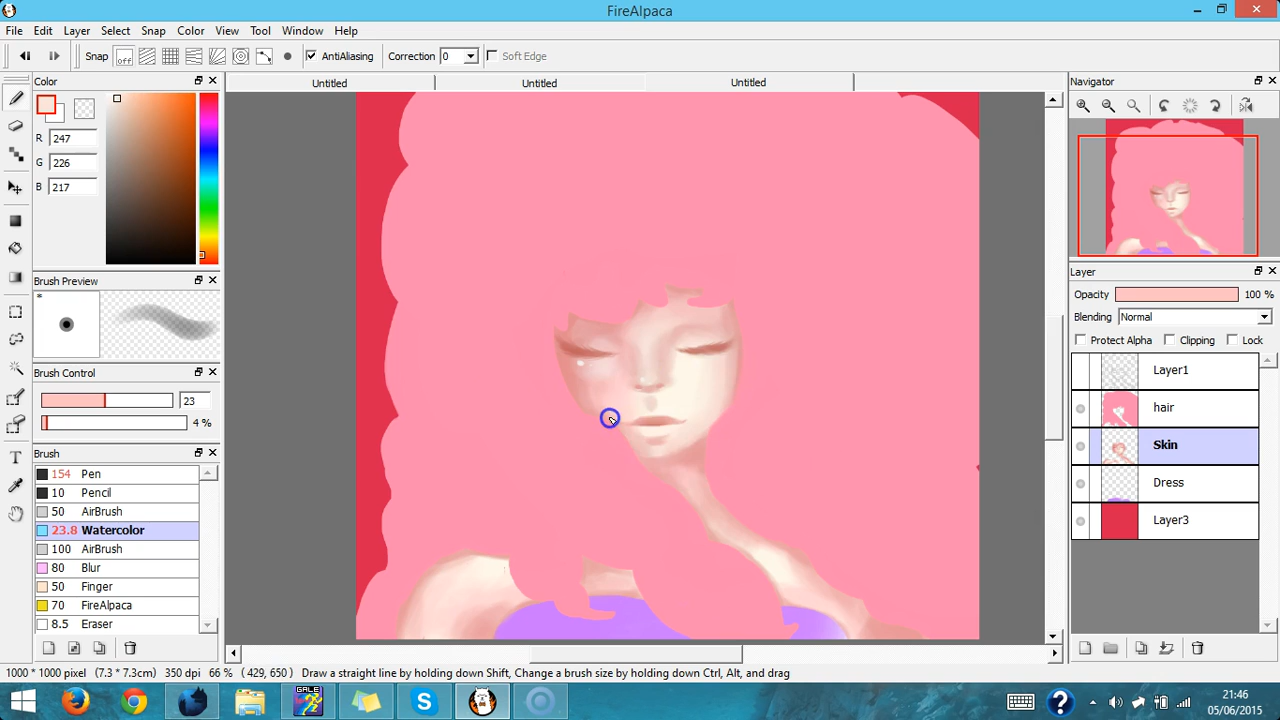 FireAlpaca
File Edit Layer Select Snap Color View Tool Window Help
Snap OFF AntiAliasing Correction 0 Soft Edge
Color
Untitled Untitled Untitled
Navigator
R 247
G 226
B 217
Brush Preview
*
Brush Control
23
4 %
Brush
154 Pen
10 Pencil
50 AirBrush
23.8 Watercolor
100 AirBrush
80 Blur
50 Finger
70 FireAlpaca
8.5 Eraser
Layer
Opacity 100 %
Blending Normal
Protect Alpha Clipping Lock
Layer1
hair
Skin
Dress
Layer3
1000 * 1000 pixel (7.3 * 7.3cm) 350 dpi 66 % (429, 650) Draw a straight line by holding down Shift, Change a brush size by holding down Ctrl, Alt, and drag
GALE
21:46
05/06/2015